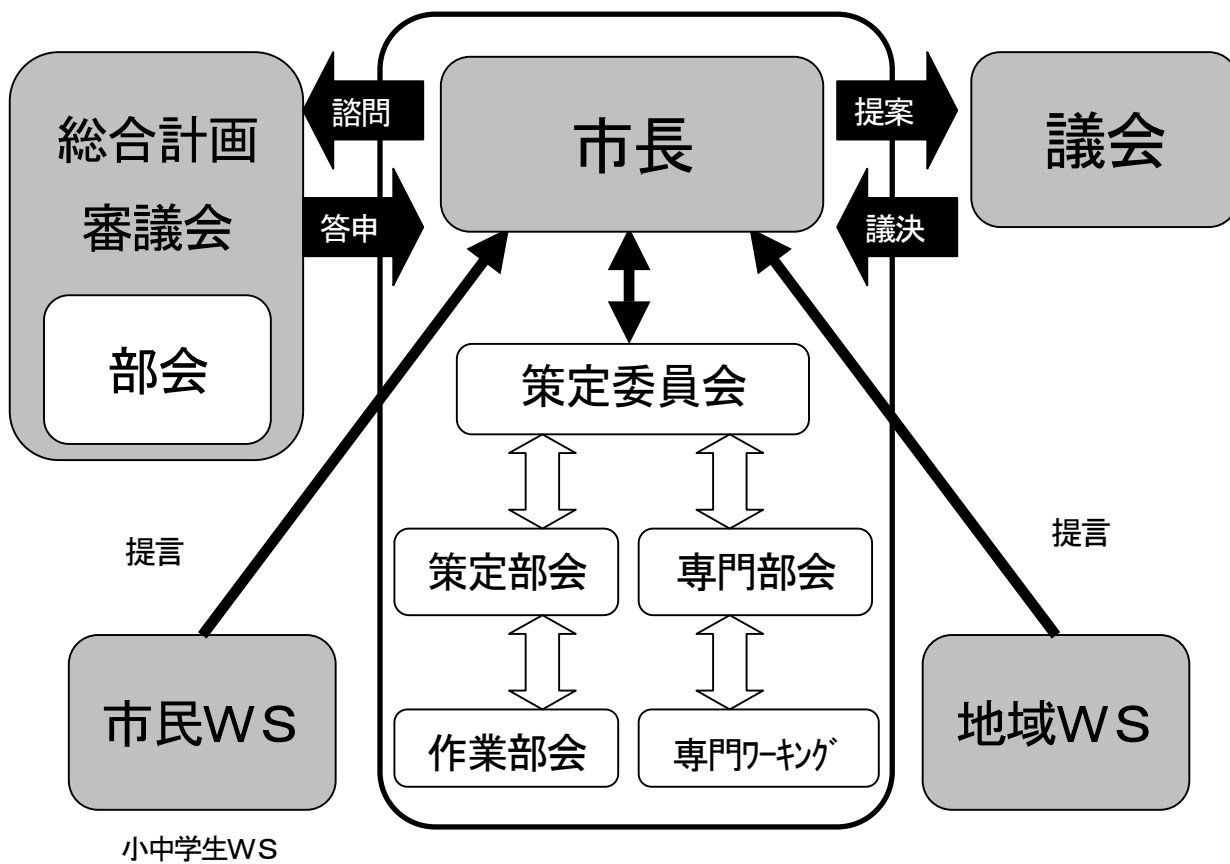 総合計画
審議会
部会
諮問
答申
市長
提案
議決
議会
策定委員会
策定部会
専門部会
作業部会
専門ﾜｰｷﾝｸﾞ
提言
提言
市民ＷＳ
地域ＷＳ
小中学生ＷＳ